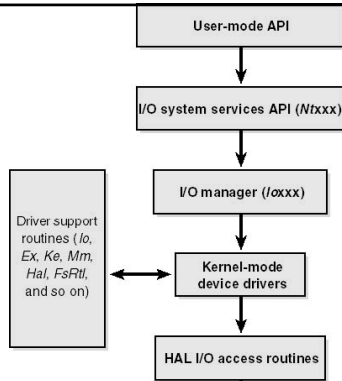 User-mode API
I/O system services API (Ntxxx)
I/O manager (Ioxxx)
Driver support
routines (Io,
Ex, Ke, Mm,
Hal, FsRtl,
and so on)
Kernel-mode
device drivers
HAL I/O access routines